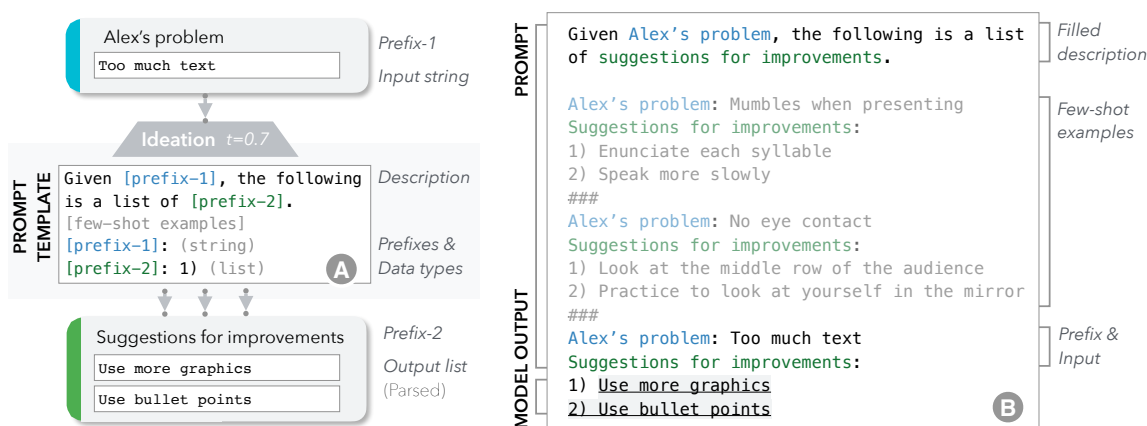 Alex's problem
Too much text
Prefix-1
Input string
Ideation t=0.7
PROMPT
TEMPLATE
Given [prefix-1], the following
is a list of [prefix-2].
[few-shot examples]
[prefix-1]: (string)
[prefix-2]: 1) (list)
A
Description
Prefixes &
Data types
Suggestions for improvements
Use more graphics
Use bullet points
Prefix-2
Output list
(Parsed)
PROMPT
Given Alex's problem, the following is a list
of suggestions for improvements.
Alex's problem: Mumbles when presenting
Suggestions for improvements:
1) Enunciate each syllable
2) Speak more slowly
###
Alex's problem: No eye contact
Suggestions for improvements:
1) Look at the middle row of the audience
2) Practice to look at yourself in the mirror
###
Alex's problem: Too much text
Suggestions for improvements:
MODEL OUTPUT
1) Use more graphics
2) Use bullet points
B
Filled
description
Few-shot
examples
Prefix &
Input